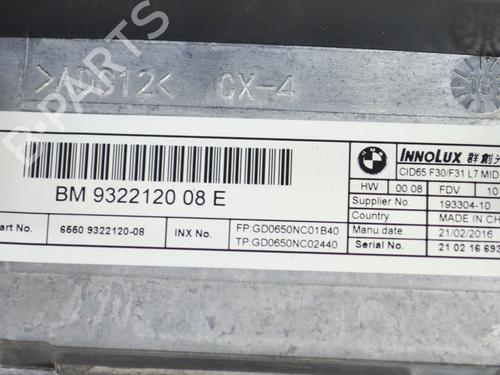 >ADC12< CX-4
B-PARTS
BM 9322120 08 E
INNOLUX 群創光
CID65 F30/F31 L7 MID
HW 00 08 FDV 10
Supplier No. 193304-10
Country MADE IN CH
Manu. date 21/02/2016
Serial No. 21 02 16 693
art No. 6550 9322120-08 INX No. FP:GD0650NC01B40
TP:GD0650NC02440